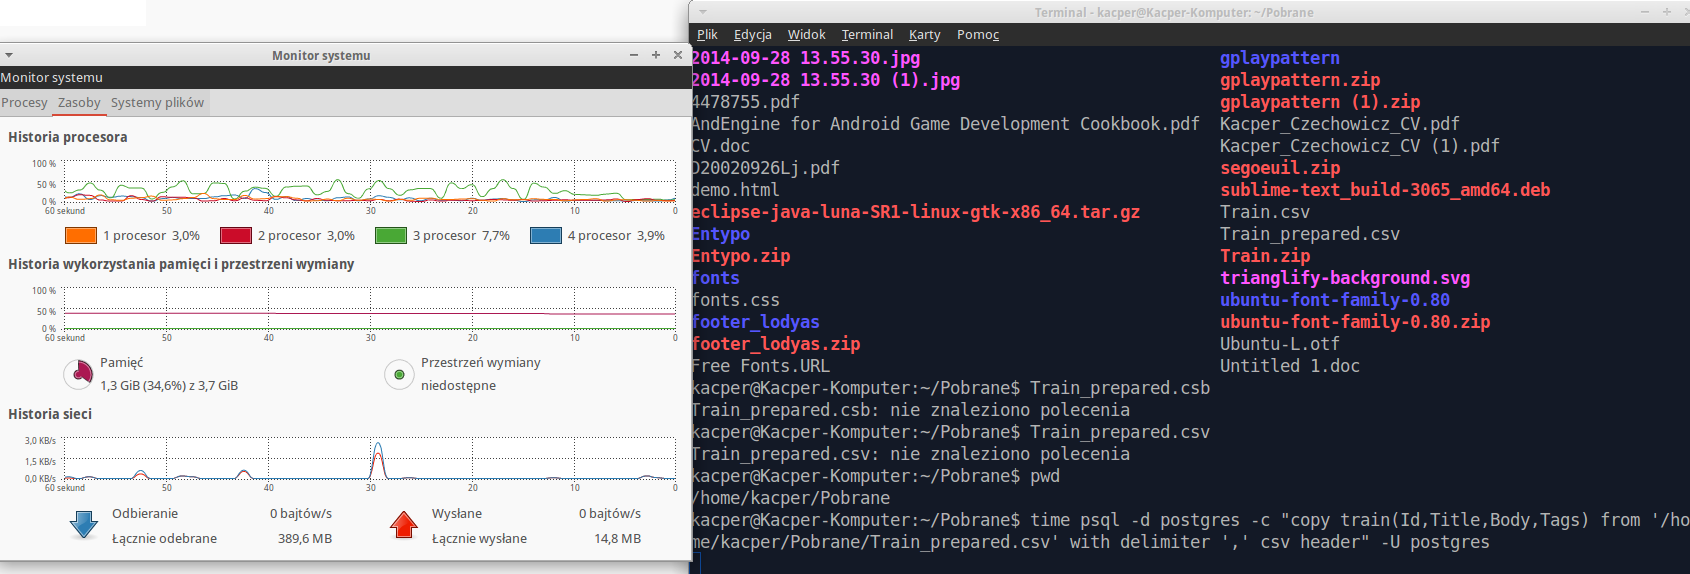 Monitor systemu
Monitor systemu
Procesy Zasoby Systemy plików
Historia procesora
100 %
50 %
0 %
60 sekund 50 40 30 20 10 0
1 procesor 3,0% 2 procesor 3,0% 3 procesor 7,7% 4 procesor 3,9%
Historia wykorzystania pamięci i przestrzeni wymiany
100 %
50 %
0 %
60 sekund 50 40 30 20 10 0
Pamięć
1,3 GiB (34,6%) z 3,7 GiB
Przestrzeń wymiany
niedostępne
Historia sieci
3,0 KB/s
1,5 KB/s
0,0 KB/s
60 sekund 50 40 30 20 10 0
Odbieranie 0 bajtów/s
Łącznie odebrane 389,6 MB
Wysłane 0 bajtów/s
Łącznie wysłane 14,8 MB
Terminal - kacper@Kacper-Komputer: ~/Pobrane
Plik Edycja Widok Terminal Karty Pomoc
2014-09-28 13.55.30.jpg gplaypattern
2014-09-28 13.55.30 (1).jpg gplaypattern.zip
4478755.pdf gplaypattern (1).zip
AndEngine for Android Game Development Cookbook.pdf Kacper_Czechowicz_CV.pdf
CV.doc Kacper_Czechowicz_CV (1).pdf
D20020926Lj.pdf segoeuil.zip
demo.html sublime-text_build-3065_amd64.deb
eclipse-java-luna-SR1-linux-gtk-x86_64.tar.gz Train.csv
Entypo Train_prepared.csv
Entypo.zip Train.zip
fonts trianglify-background.svg
fonts.css ubuntu-font-family-0.80
footer_lodyas ubuntu-font-family-0.80.zip
footer_lodyas.zip Ubuntu-L.otf
Free Fonts.URL Untitled 1.doc
kacper@Kacper-Komputer:~/Pobrane$ Train_prepared.csb
Train_prepared.csb: nie znaleziono polecenia
kacper@Kacper-Komputer:~/Pobrane$ Train_prepared.csv
Train_prepared.csv: nie znaleziono polecenia
kacper@Kacper-Komputer:~/Pobrane$ pwd
/home/kacper/Pobrane
kacper@Kacper-Komputer:~/Pobrane$ time psql -d postgres -c "copy train(Id,Title,Body,Tags) from '/ho
me/kacper/Pobrane/Train_prepared.csv' with delimiter ',' csv header" -U postgres